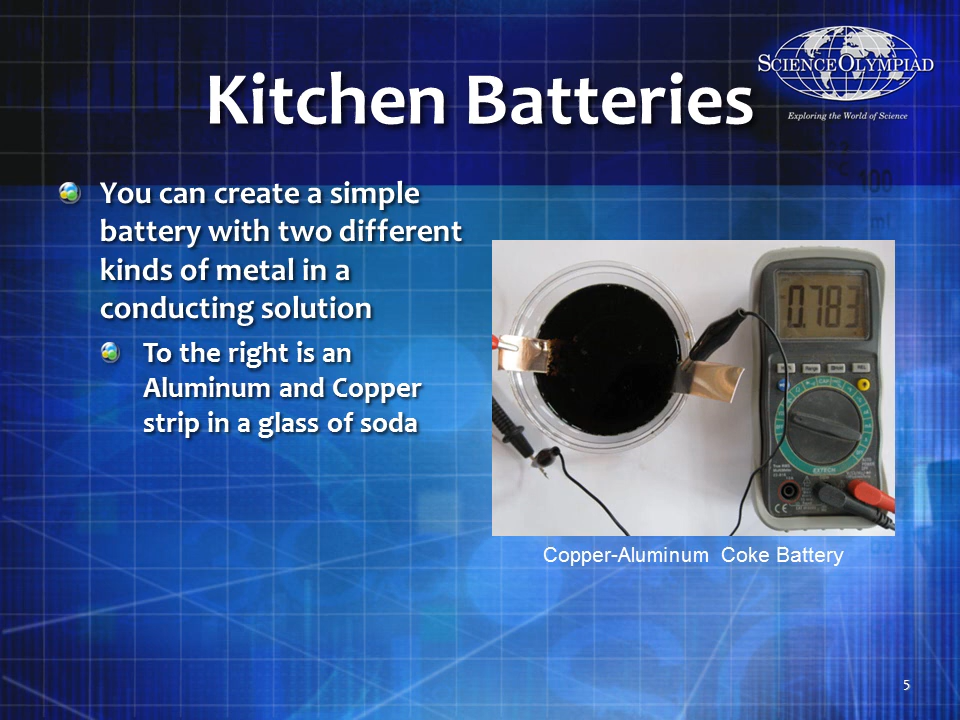 SCIENCEOLYMPIAD
Exploring the World of Science
Kitchen Batteries
You can create a simple
battery with two different
kinds of metal in a
conducting solution
To the right is an
Aluminum and Copper
strip in a glass of soda
0.783
EXTECH
CE
Copper-Aluminum Coke Battery
5
100